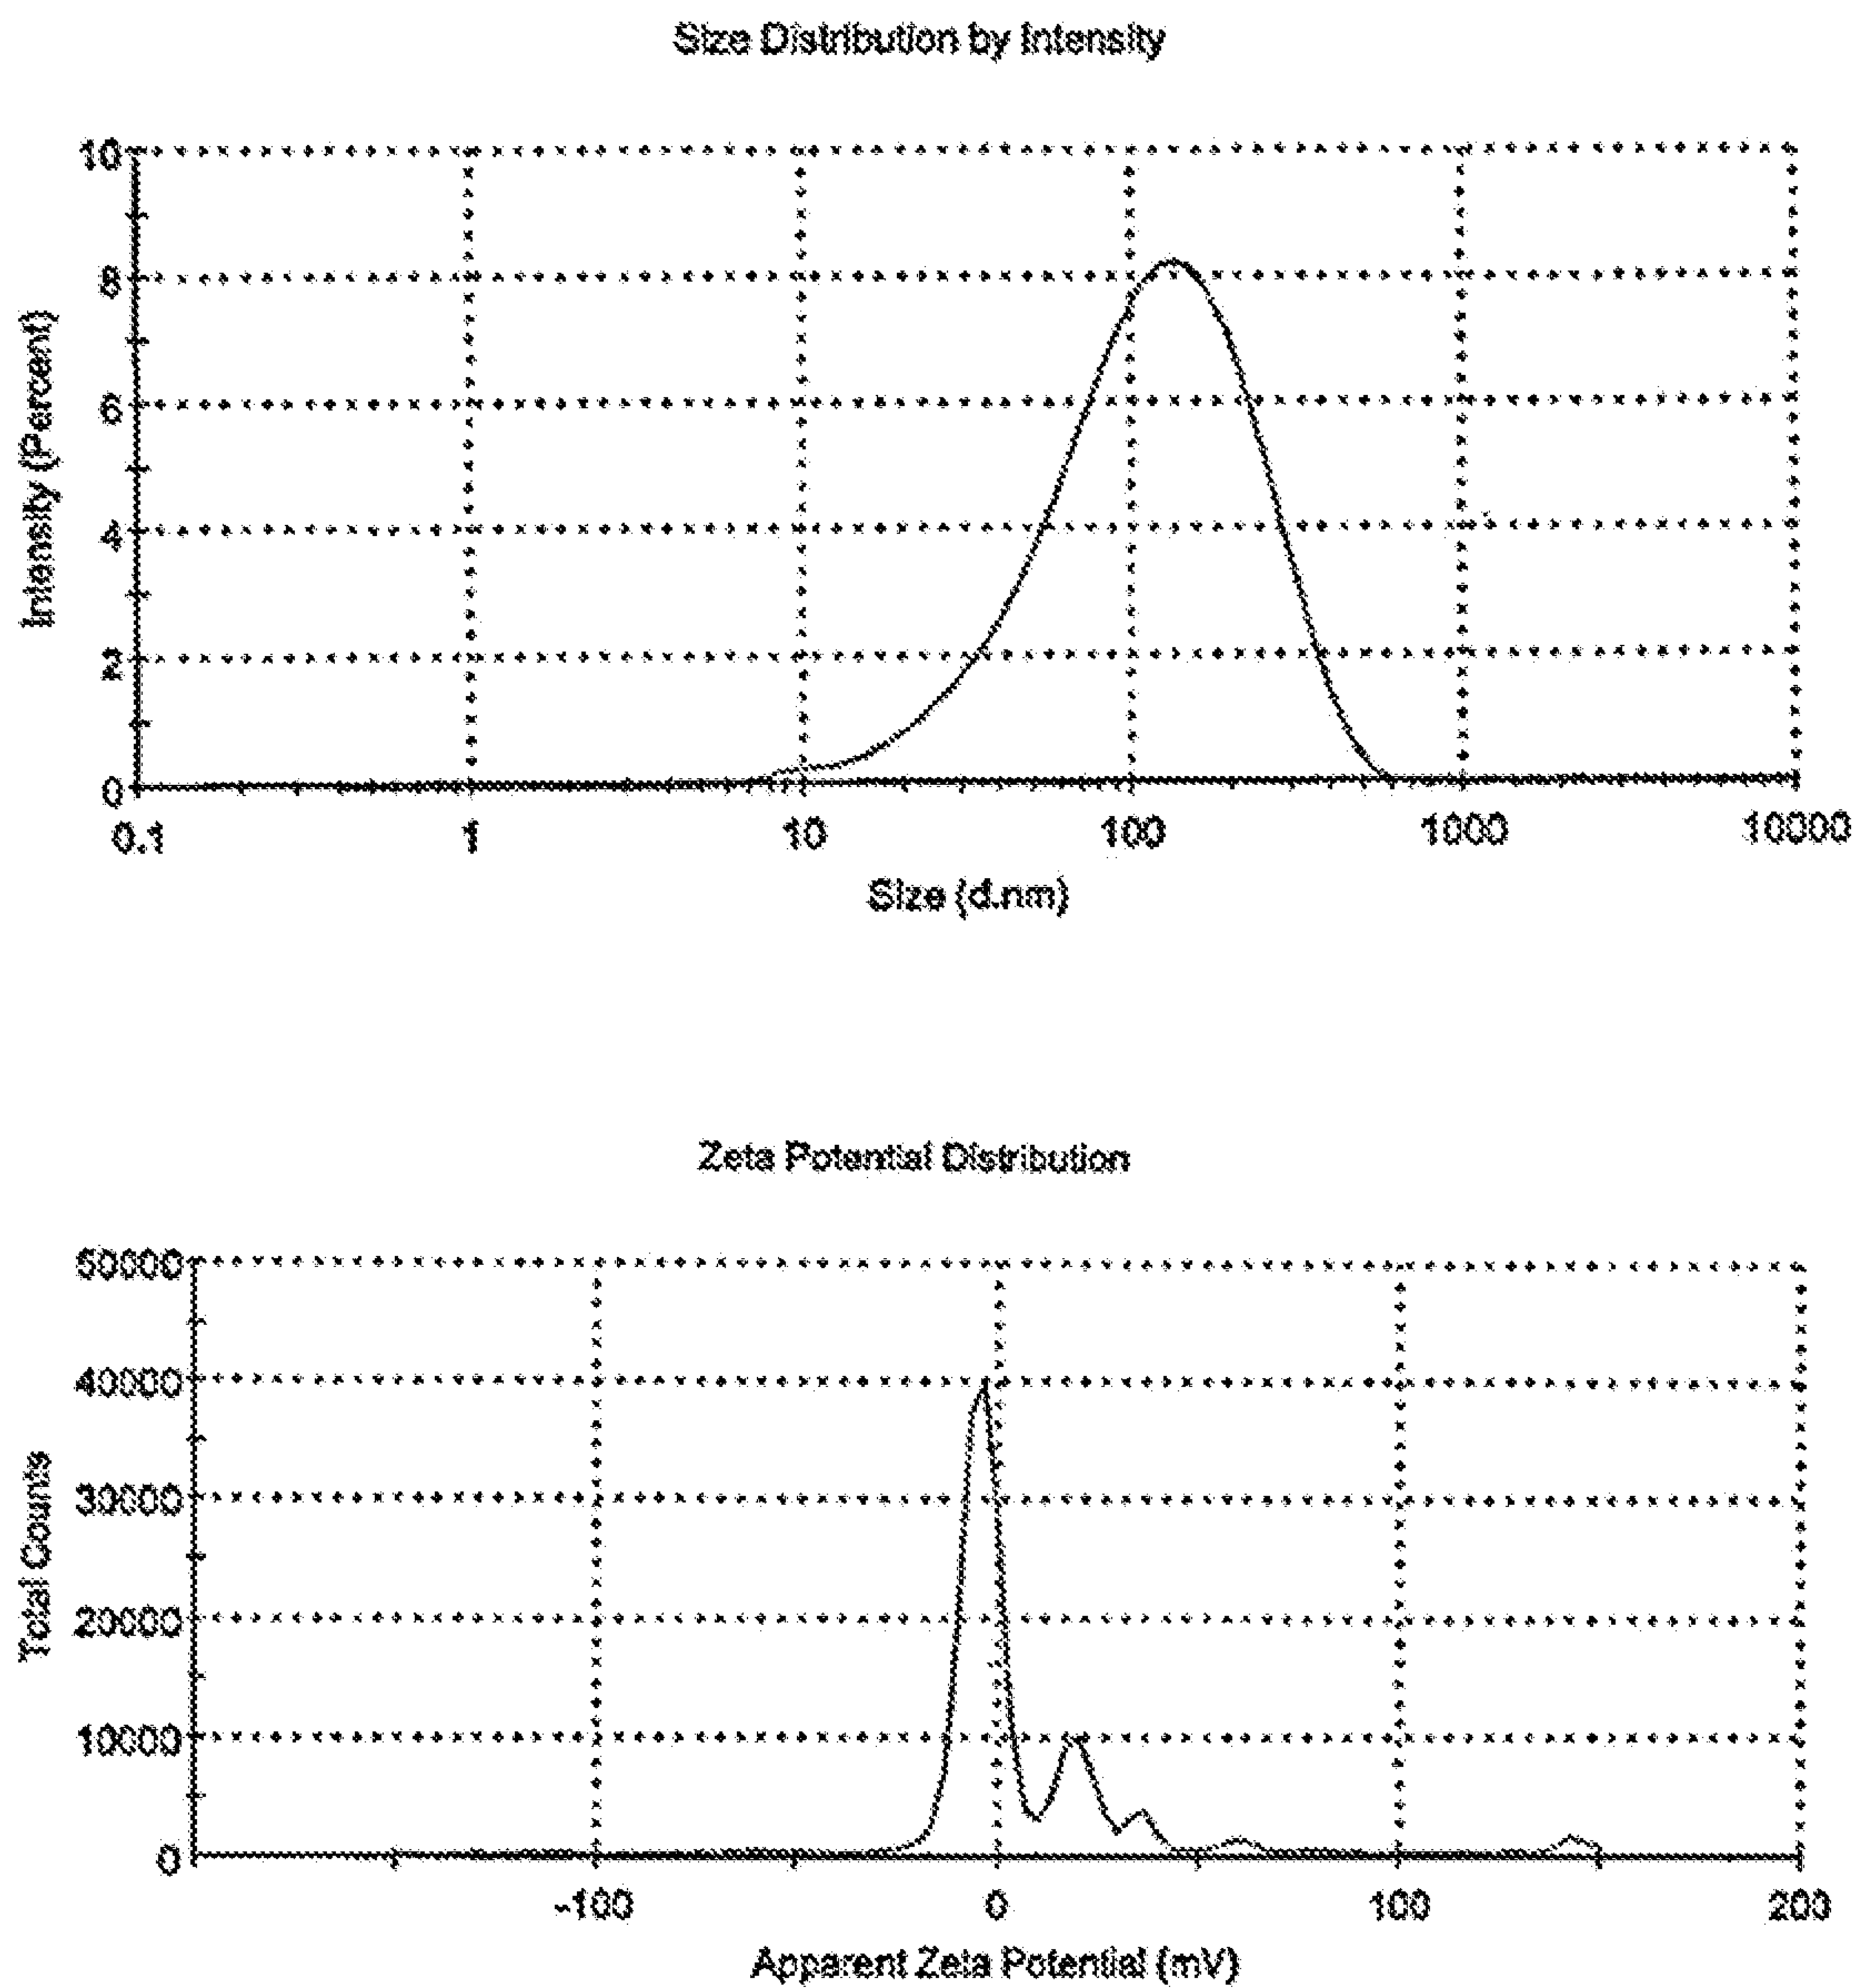 Size Distribution by Intensity
10
8
6
4
2
0
Intensity (Percent)
0.1 1 10 100 1000 10000
Size (d.nm)
Zeta Potential Distribution
50000
40000
30000
20000
10000
0
Total Counts
-100 0 100 200
Apparent Zeta Potential (mV)